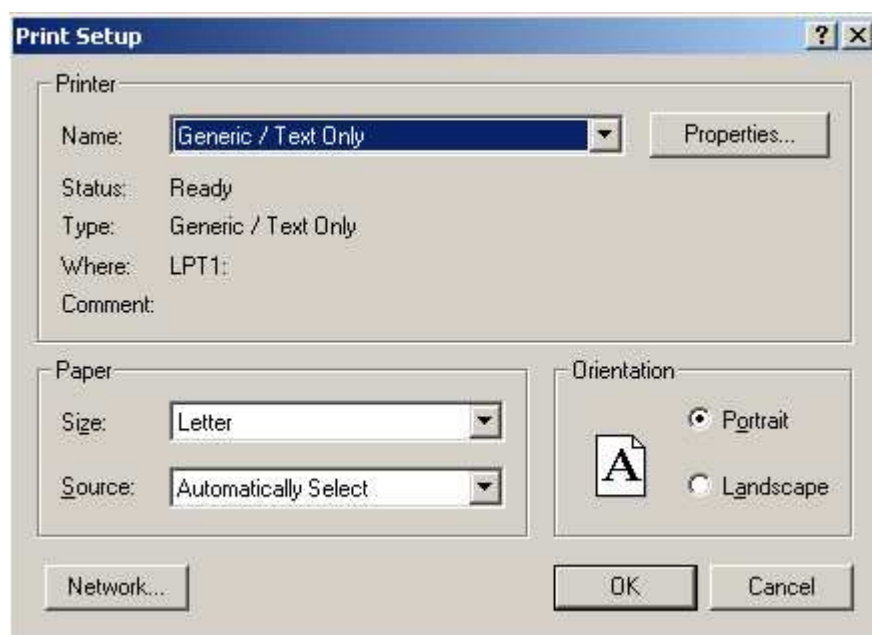 Print Setup
Printer
Name: Generic / Text Only Properties...
Status: Ready
Type: Generic / Text Only
Where: LPT1:
Comment:
Paper
Size: Letter
Source: Automatically Select
Orientation
A
Portrait
Landscape
Network... OK Cancel